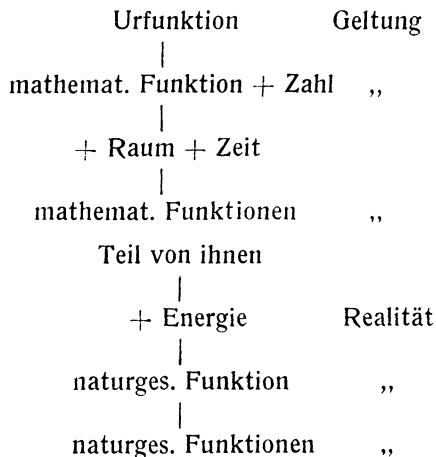 Urfunktion Geltung
mathemat. Funktion + Zahl ,,
+ Raum + Zeit
mathemat. Funktionen ,,
Teil von ihnen
+ Energie Realität
naturges. Funktion ,,
naturges. Funktionen ,,